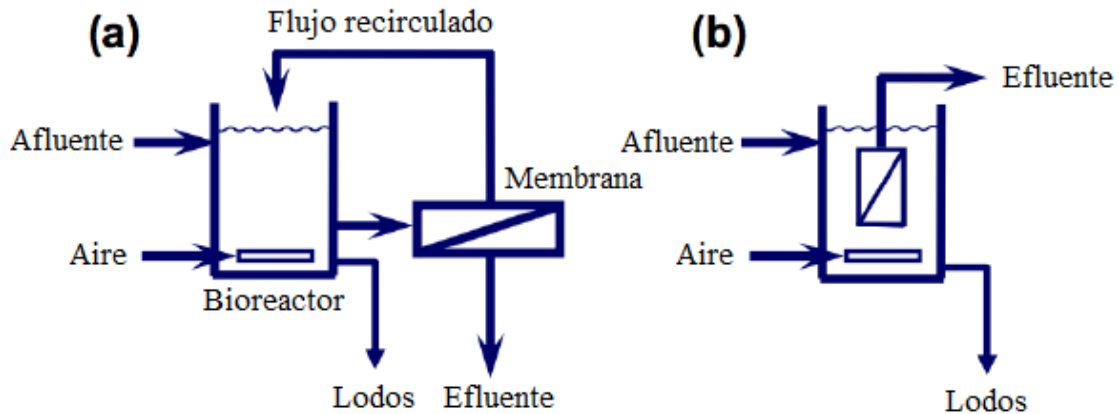 (a)
Flujo recirculado
Afluente
Membrana
Aire
Bioreactor
Lodos
Efluente
(b)
Efluente
Afluente
Aire
Lodos